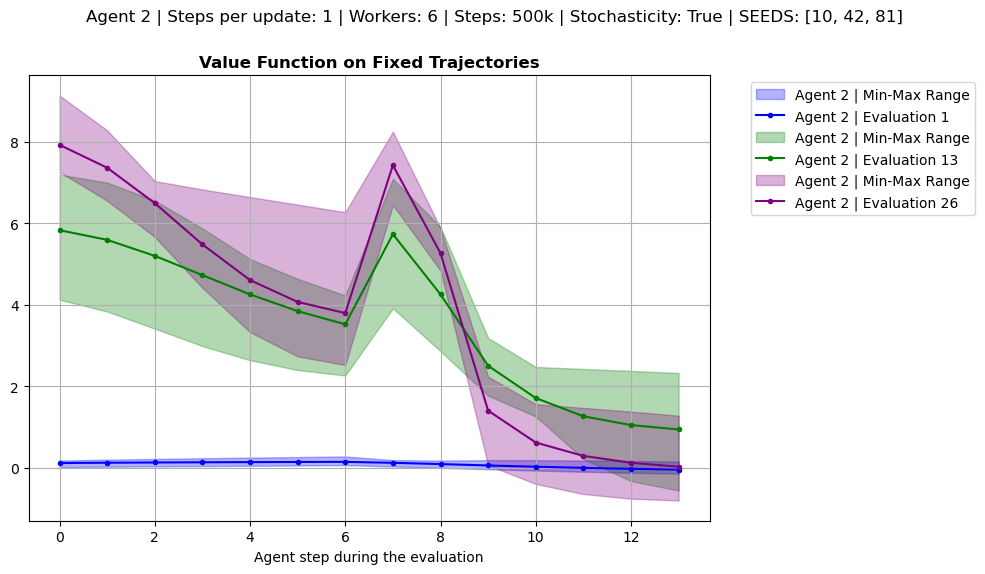 Agent 2 | Steps per update: 1 | Workers: 6 | Steps: 500k | Stochasticity: True | SEEDS: [10, 42, 81]
Value Function on Fixed Trajectories
8
6
4
2
0
0 2 4 6 8 10 12
Agent step during the evaluation
Agent 2 | Min-Max Range
Agent 2 | Evaluation 1
Agent 2 | Min-Max Range
Agent 2 | Evaluation 13
Agent 2 | Min-Max Range
Agent 2 | Evaluation 26